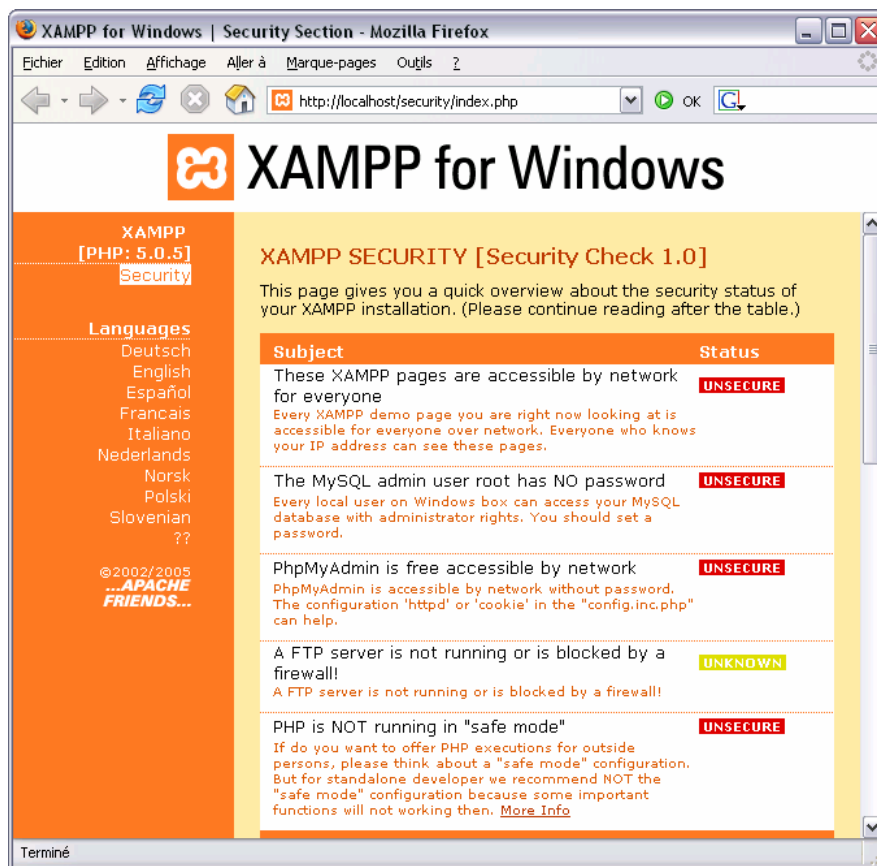 XAMPP for Windows | Security Section - Mozilla Firefox
Fichier Edition Affichage Aller à Marque-pages Outils ?
http://localhost/security/index.php OK G
XAMPP for Windows
XAMPP
[PHP: 5.0.5]
Security
Languages
Deutsch
English
Español
Francais
Italiano
Nederlands
Norsk
Polski
Slovenian
??
©2002/2005
...APACHE
FRIENDS...
XAMPP SECURITY [Security Check 1.0]
This page gives you a quick overview about the security status of
your XAMPP installation. (Please continue reading after the table.)
Subject Status
These XAMPP pages are accessible by network
for everyone
UNSECURE
Every XAMPP demo page you are right now looking at is
accessible for everyone over network. Everyone who knows
your IP address can see these pages.
The MySQL admin user root has NO password UNSECURE
Every local user on Windows box can access your MySQL
database with administrator rights. You should set a
password.
PhpMyAdmin is free accessible by network UNSECURE
PhpMyAdmin is accessible by network without password.
The configuration 'httpd' or 'cookie' in the "config.inc.php"
can help.
A FTP server is not running or is blocked by a
firewall!
UNKNOWN
A FTP server is not running or is blocked by a firewall!
PHP is NOT running in "safe mode" UNSECURE
If do you want to offer PHP executions for outside
persons, please think about a "safe mode" configuration.
But for standalone developer we recommend NOT the
"safe mode" configuration because some important
functions will not working then. More Info
Terminé